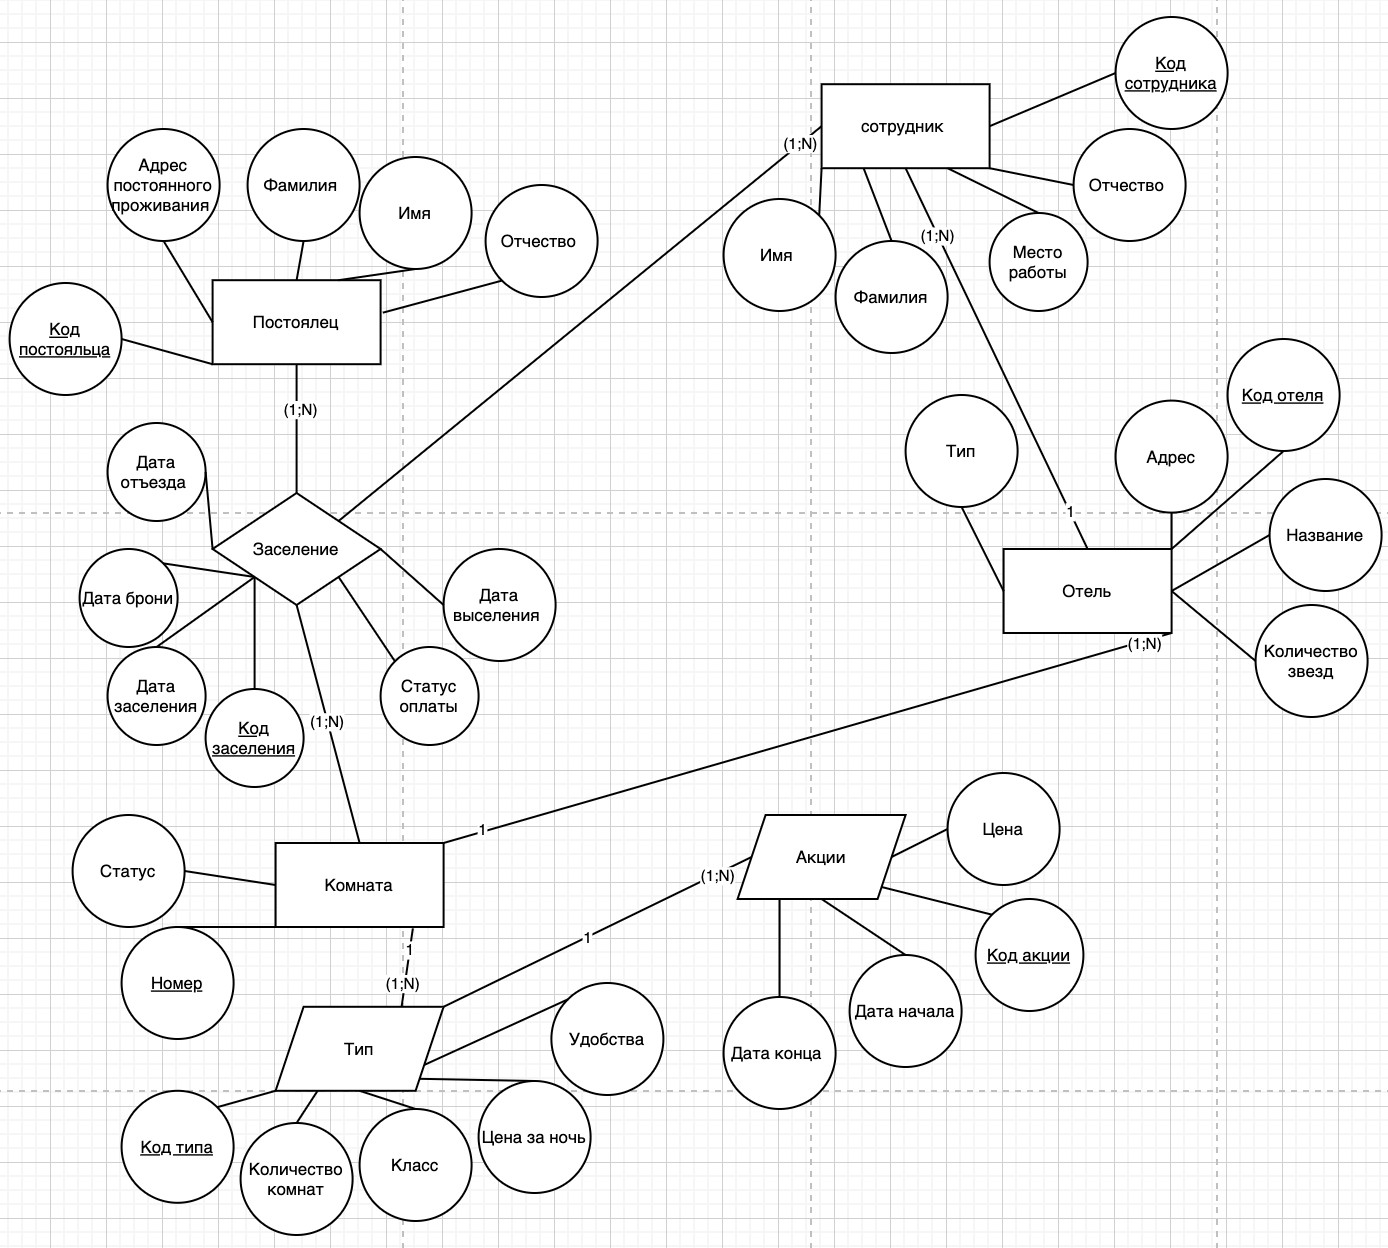 Код
сотрудника
сотрудник
(1;N)
Адрес
постоянного
проживания
Фамилия
Имя
Отчество
Отчество
Имя
Фамилия
(1;N)
Место
работы
Код
постояльца
Постоялец
(1;N)
Код отеля
Тип
Адрес
Название
1
Отель
(1;N)
Количество
звезд
Дата
отъезда
Заселение
Дата брони
Дата
выселения
Дата
заселения
Код
заселения
Статус
оплаты
(1;N)
1
Статус
Комната
Номер
1
(1;N)
Акции
(1;N)
1
Цена
Код акции
Дата начала
Дата конца
Тип
Удобства
Код типа
Количество
комнат
Класс
Цена за ночь